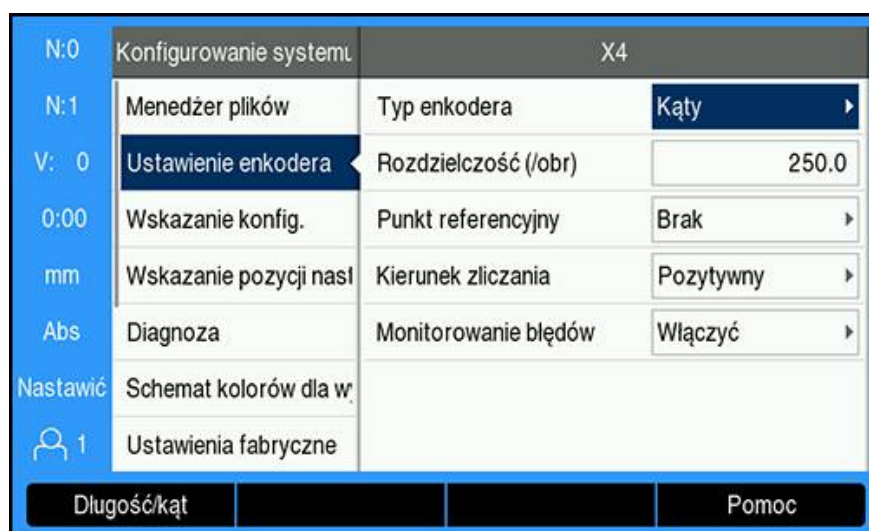 N:0
Konfigurowanie systemu
X4
N:1
Menedżer plików
Typ enkodera
Kąty
V: 0
Ustawienie enkodera
Rozdzielczość (/obr)
250.0
0:00
Wskazanie konfig.
Punkt referencyjny
Brak
mm
Wskazanie pozycji nast
Kierunek zliczania
Pozytywny
Abs
Diagnoza
Monitorowanie błędów
Włączyć
Nastawić
Schemat kolorów dla wy
1
Ustawienia fabryczne
Długość/kąt
Pomoc